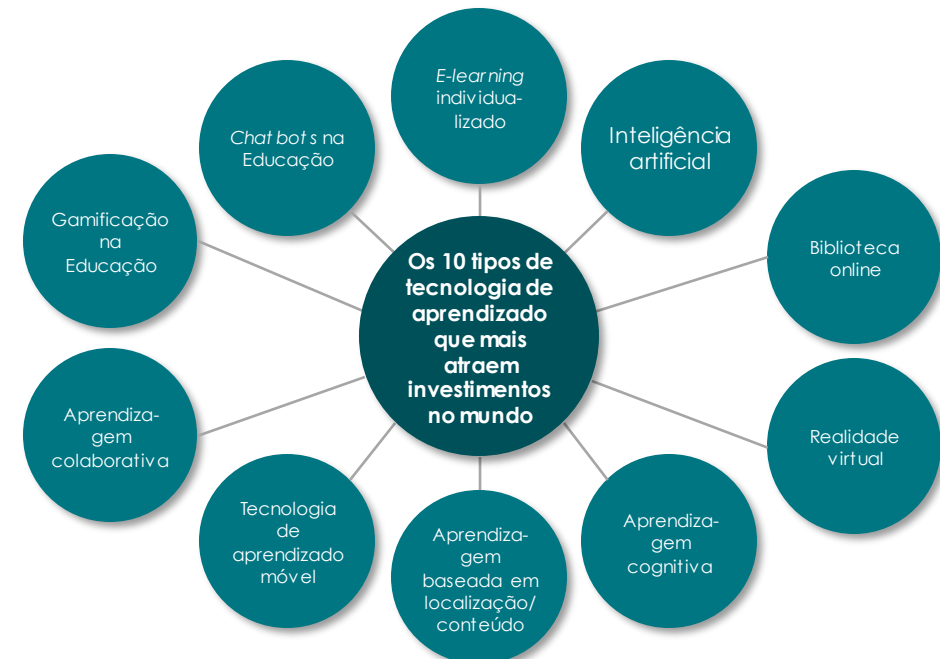 Os 10 tipos de
tecnologia de
aprendizado
que mais
atraem
investimentos
no mundo
E-learning
individua-
lizado
Inteligência
artificial
Biblioteca
online
Realidade
virtual
Aprendiza-
gem
cognitiva
Aprendiza-
gem
baseada em
localização/
conteúdo
Tecnologia
de
aprendizado
móvel
Aprendiza-
gem
colaborativa
Gamificação
na
Educação
Chatbots na
Educação